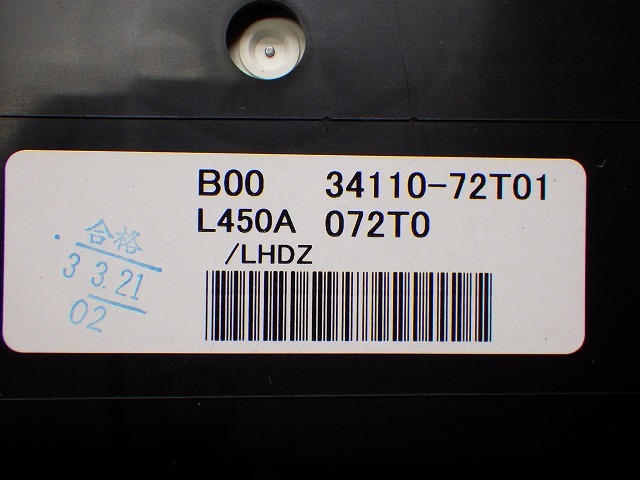 B00 34110-72T01
L450A 072T0
/LHDZ
合格
3 3.21
02